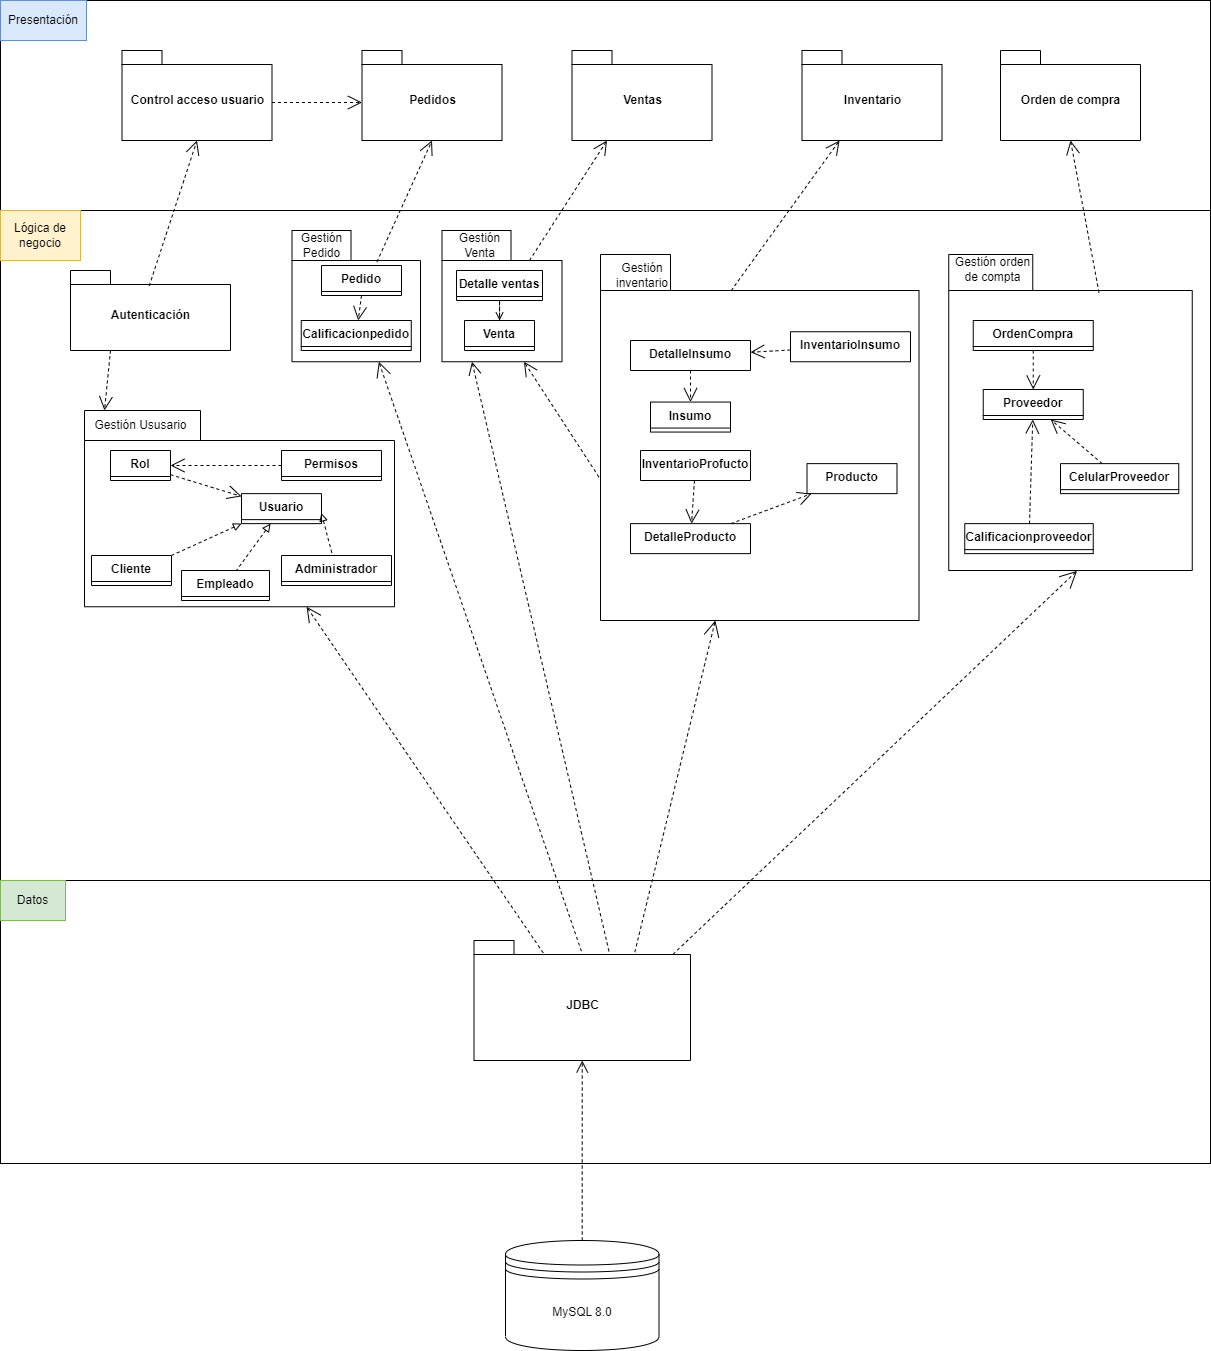 Presentación
Control acceso usuario
Pedidos
Ventas
Inventario
Orden de compra
Lógica de
negocio
Gestión
Pedido
Gestión
Venta
Gestión
inventario
Gestión orden
de compta
Autenticación
Pedido
Calificacionpedido
Detalle ventas
Venta
DetalleInsumo
InventarioInsumo
Insumo
InventarioProfucto
Producto
DetalleProducto
OrdenCompra
Proveedor
CelularProveedor
Calificacionproveedor
Gestión Ususario
Rol
Permisos
Usuario
Cliente
Empleado
Administrador
Datos
JDBC
MySQL 8.0